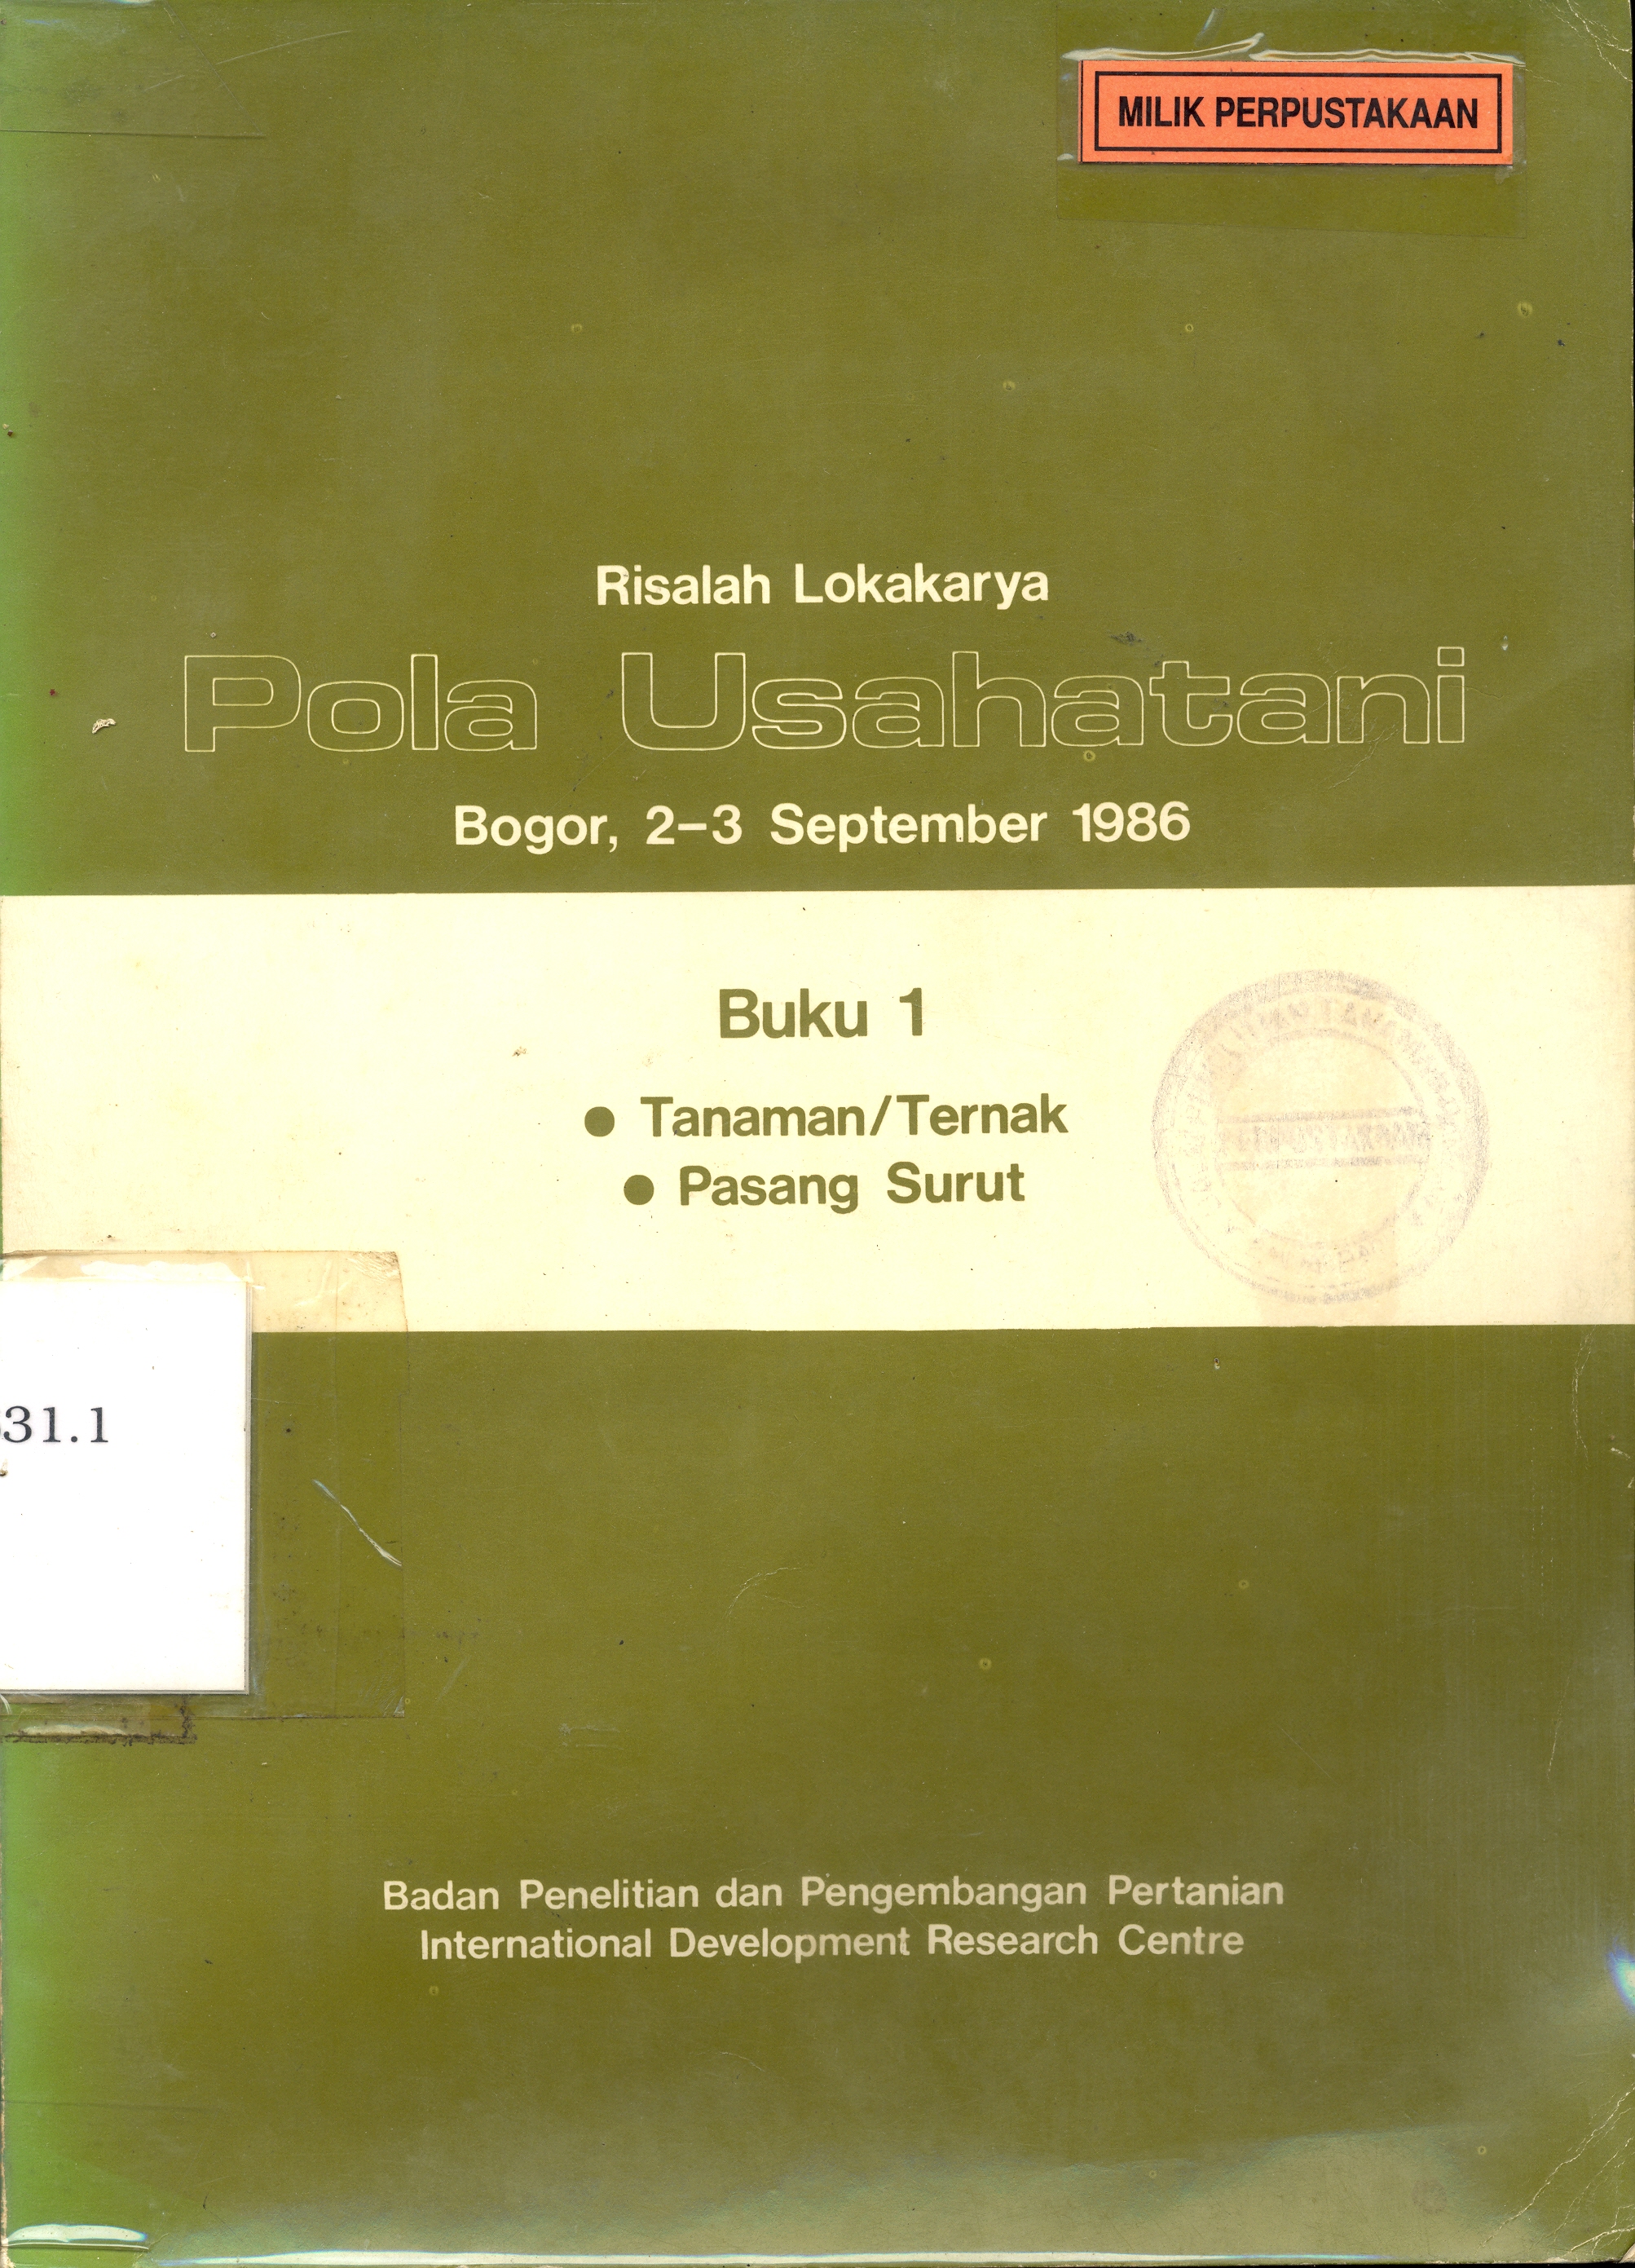 MILIK PERPUSTAKAAN
Risalah Lokakarya
Pola Usahatani
Bogor, 2–3 September 1986
Buku 1
● Tanaman/Ternak
● Pasang Surut
31.1
Badan Penelitian dan Pengembangan Pertanian
International Development Research Centre